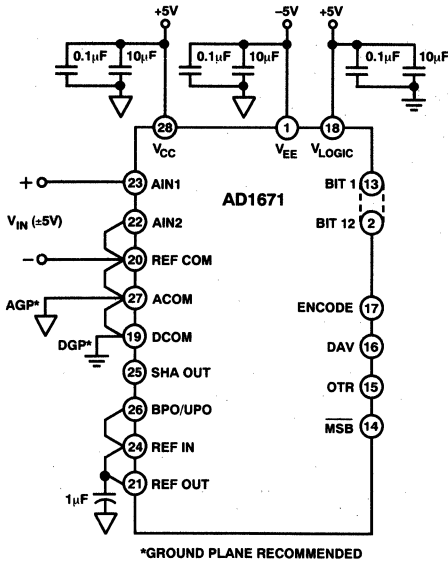 +5V
−5V
+5V
0.1µF
10µF
0.1µF
10µF
0.1µF
10µF
28
1
18
VCC
VEE
VLOGIC
AD1671
+
23
AIN1
BIT 1
13
VIN (±5V)
22
AIN2
BIT 12
2
−
20
REF COM
AGP*
27
ACOM
ENCODE
17
DGP*
19
DCOM
DAV
16
25
SHA OUT
OTR
15
26
BPO/UPO
MSB
14
24
REF IN
1µF
21
REF OUT
*GROUND PLANE RECOMMENDED